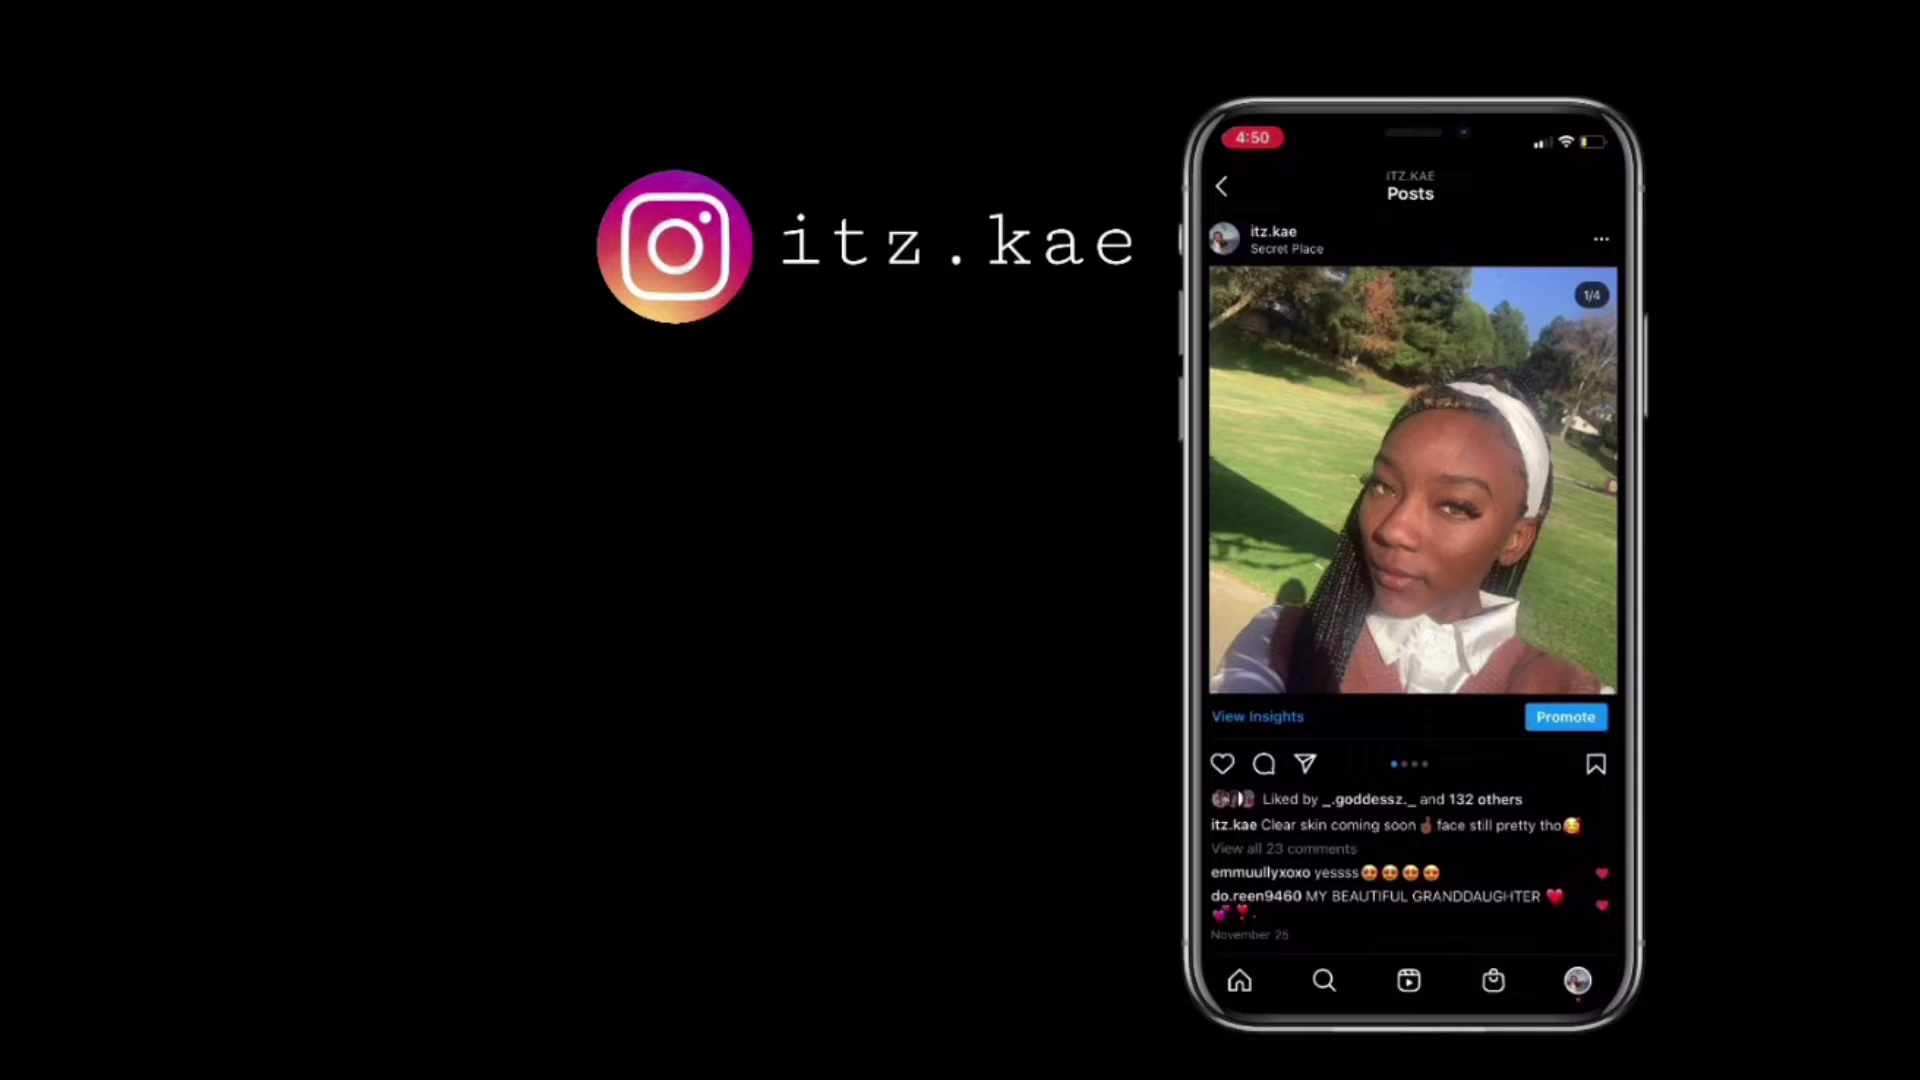 itz.kae
4:50
ITZ.KAE
Posts
itz.kae
Secret Place
1/4
View Insights
Promote
Liked by _.goddessz._ and 132 others
itz.kae Clear skin coming soon🤞🏾face still pretty tho🥰
View all 23 comments
emmuullyxoxo yessss😍😍😍😍
do.reen9460 MY BEAUTIFUL GRANDDAUGHTER ❤️
💕❣️.
November 25